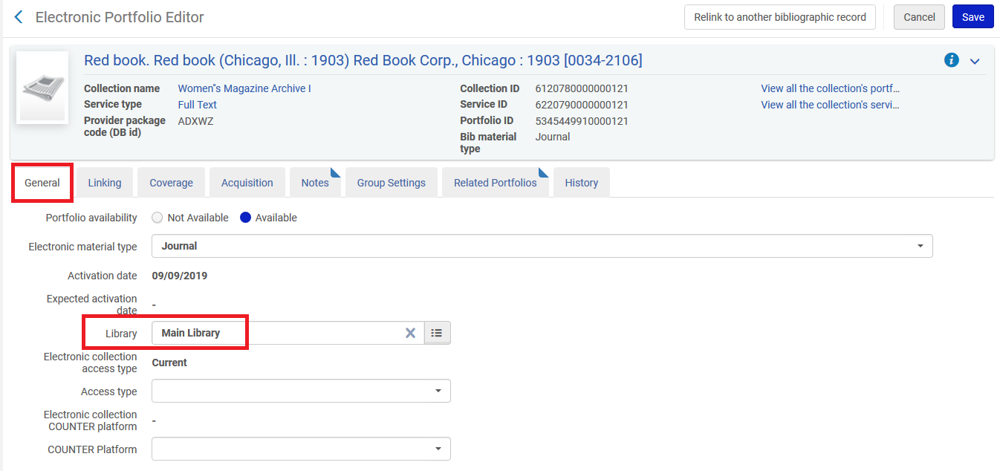 Electronic Portfolio Editor
Relink to another bibliographic record
Cancel
Save
Red book. Red book (Chicago, Ill. : 1903) Red Book Corp., Chicago : 1903 [0034-2106]
i
Collection name Women"s Magazine Archive I
Service type Full Text
Provider package code (DB id) ADXWZ
Collection ID 6120780000000121
Service ID 6220790000000121
Portfolio ID 5345449910000121
Bib material type Journal
View all the collection's portf...
View all the collection's servi...
General Linking Coverage Acquisition Notes Group Settings Related Portfolios History
Portfolio availability Not Available Available
Electronic material type Journal
Activation date 09/09/2019
Expected activation date -
Library Main Library
Electronic collection access type Current
Access type
Electronic collection COUNTER platform -
COUNTER Platform